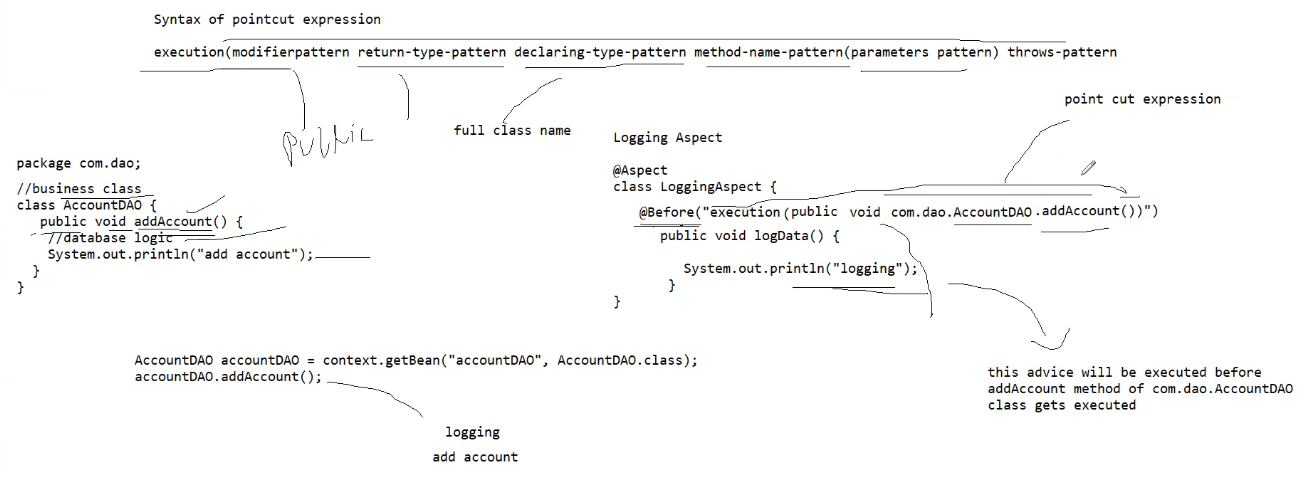 Syntax of pointcut expression
execution(modifierpattern return-type-pattern declaring-type-pattern method-name-pattern(parameters pattern) throws-pattern
point cut expression
public
full class name
Logging Aspect
package com.dao;
//business class
class AccountDAO {
public void addAccount() {
//database logic
System.out.println("add account");
}
}
@Aspect
class LoggingAspect {
@Before("execution(public void com.dao.AccountDAO.addAccount())")
public void logData() {
System.out.println("logging");
}
}
AccountDAO accountDAO = context.getBean("accountDAO", AccountDAO.class);
accountDAO.addAccount();
logging
add account
this advice will be executed before
addAccount method of com.dao.AccountDAO
class gets executed